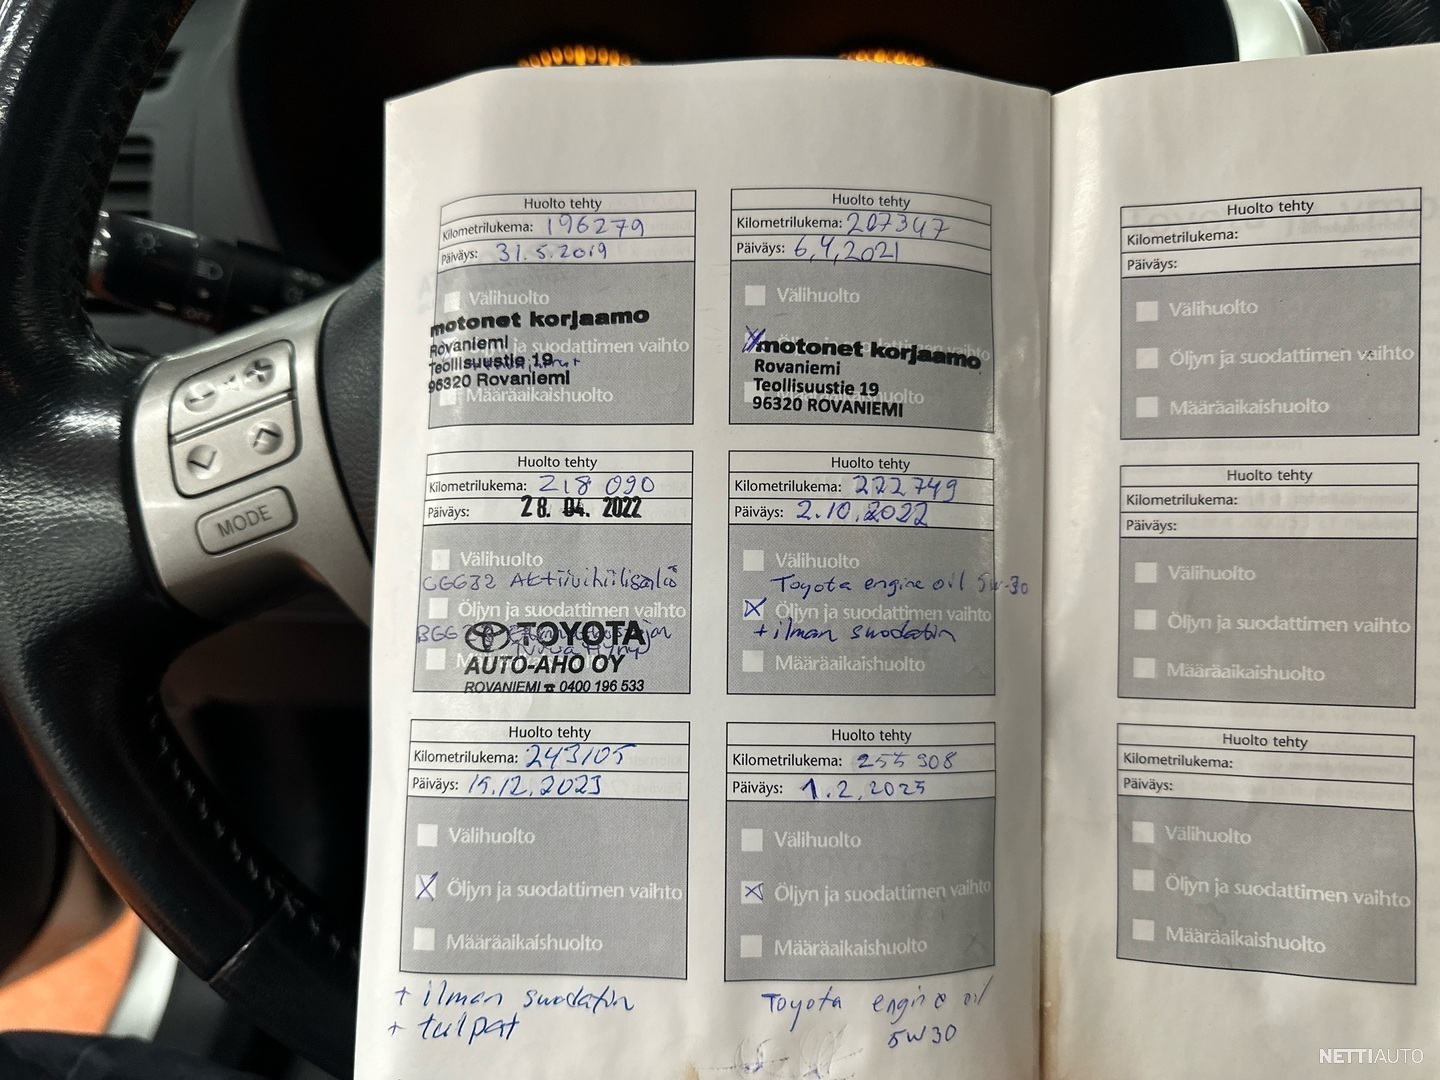 Huolto tehty
Kilometrilukema: 196279
Päiväys: 31.5.2019
Välihuolto
motonet korjaamo
Rovaniemi
ja suodattimen vaihto
Teollisuustie 19
96320 Rovaniemi
Määräaikaishuolto
Huolto tehty
Kilometrilukema: 207347
Päiväys: 6,4,2021
Välihuolto
motonet korjaamo
Rovaniemi
Teollisuustie 19
96320 ROVANIEMI
Huolto tehty
Kilometrilukema: 218 090
Päiväys: 28. 04. 2022
Välihuolto
Aktiivihiilisäiliö
Öljyn ja suodattimen vaihto
TOYOTA
AUTO-AHO OY
ROVANIEMI ☎ 0400 196 533
Huolto tehty
Kilometrilukema: 222749
Päiväys: 2.10.2022
Välihuolto
Toyota engine oil 5w-30
X Öljyn ja suodattimen vaihto
+ ilman suodatin
Määräaikaishuolto
Huolto tehty
Kilometrilukema: 243105
Päiväys: 15.12.2023
Välihuolto
X Öljyn ja suodattimen vaihto
Määräaikaishuolto
+ ilman suodatin
+ tulpat
Huolto tehty
Kilometrilukema: 255908
Päiväys: 1.2.2025
Välihuolto
X Öljyn ja suodattimen vaihto
Määräaikaishuolto
Toyota engine oil
5W30
Huolto tehty
Kilometrilukema:
Päiväys:
Välihuolto
Öljyn ja suodattimen vaihto
Määräaikaishuolto
Huolto tehty
Kilometrilukema:
Päiväys:
Välihuolto
Öljyn ja suodattimen vaihto
Määräaikaishuolto
Huolto tehty
Kilometrilukema:
Päiväys:
Välihuolto
Öljyn ja suodattimen vaihto
Määräaikaishuolto
MODE
OFF
NETTIAUTO